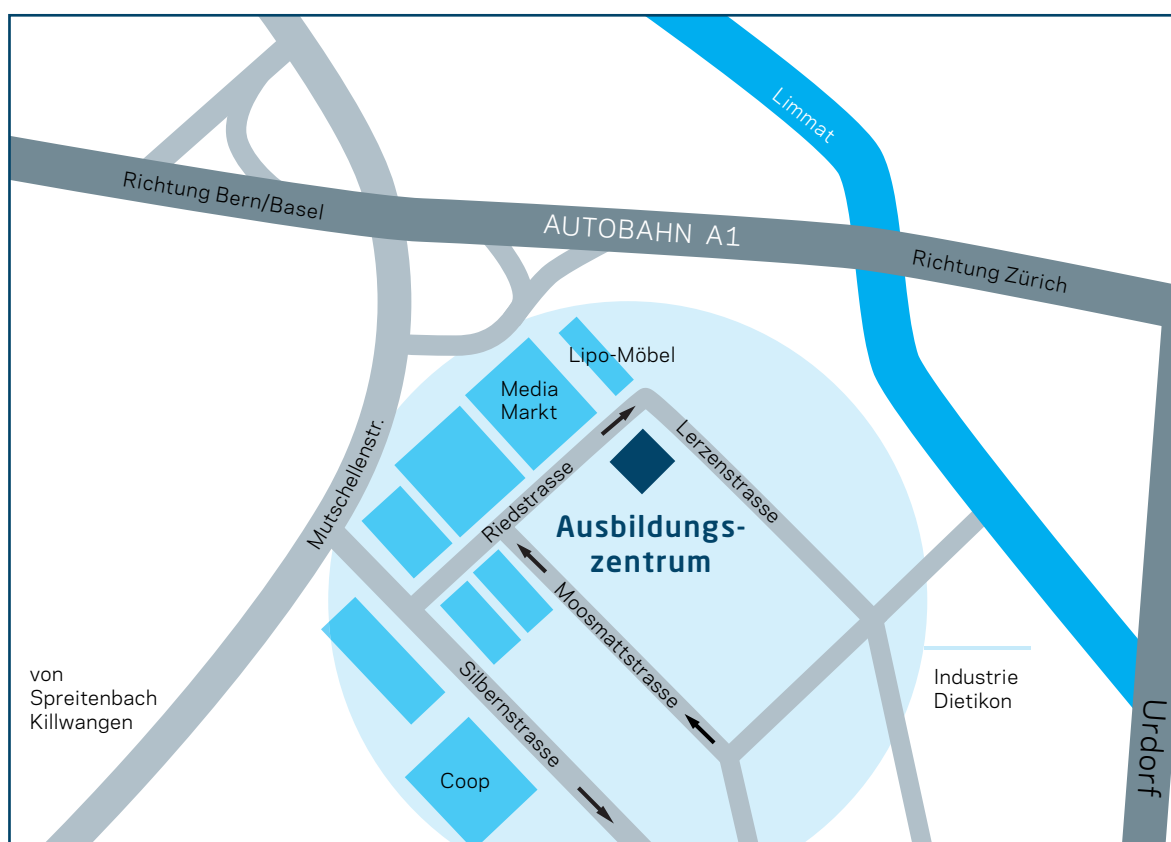 Limmat
Richtung Bern/Basel
AUTOBAHN A1
Richtung Zürich
Lipo-Möbel
Media
Markt
Mutschellenstr.
Riedstrasse
Lerzenstrasse
Ausbildungs-
zentrum
Moosmattstrasse
Silbernstrasse
von
Spreitenbach
Killwangen
Industrie
Dietikon
Urdorf
Coop